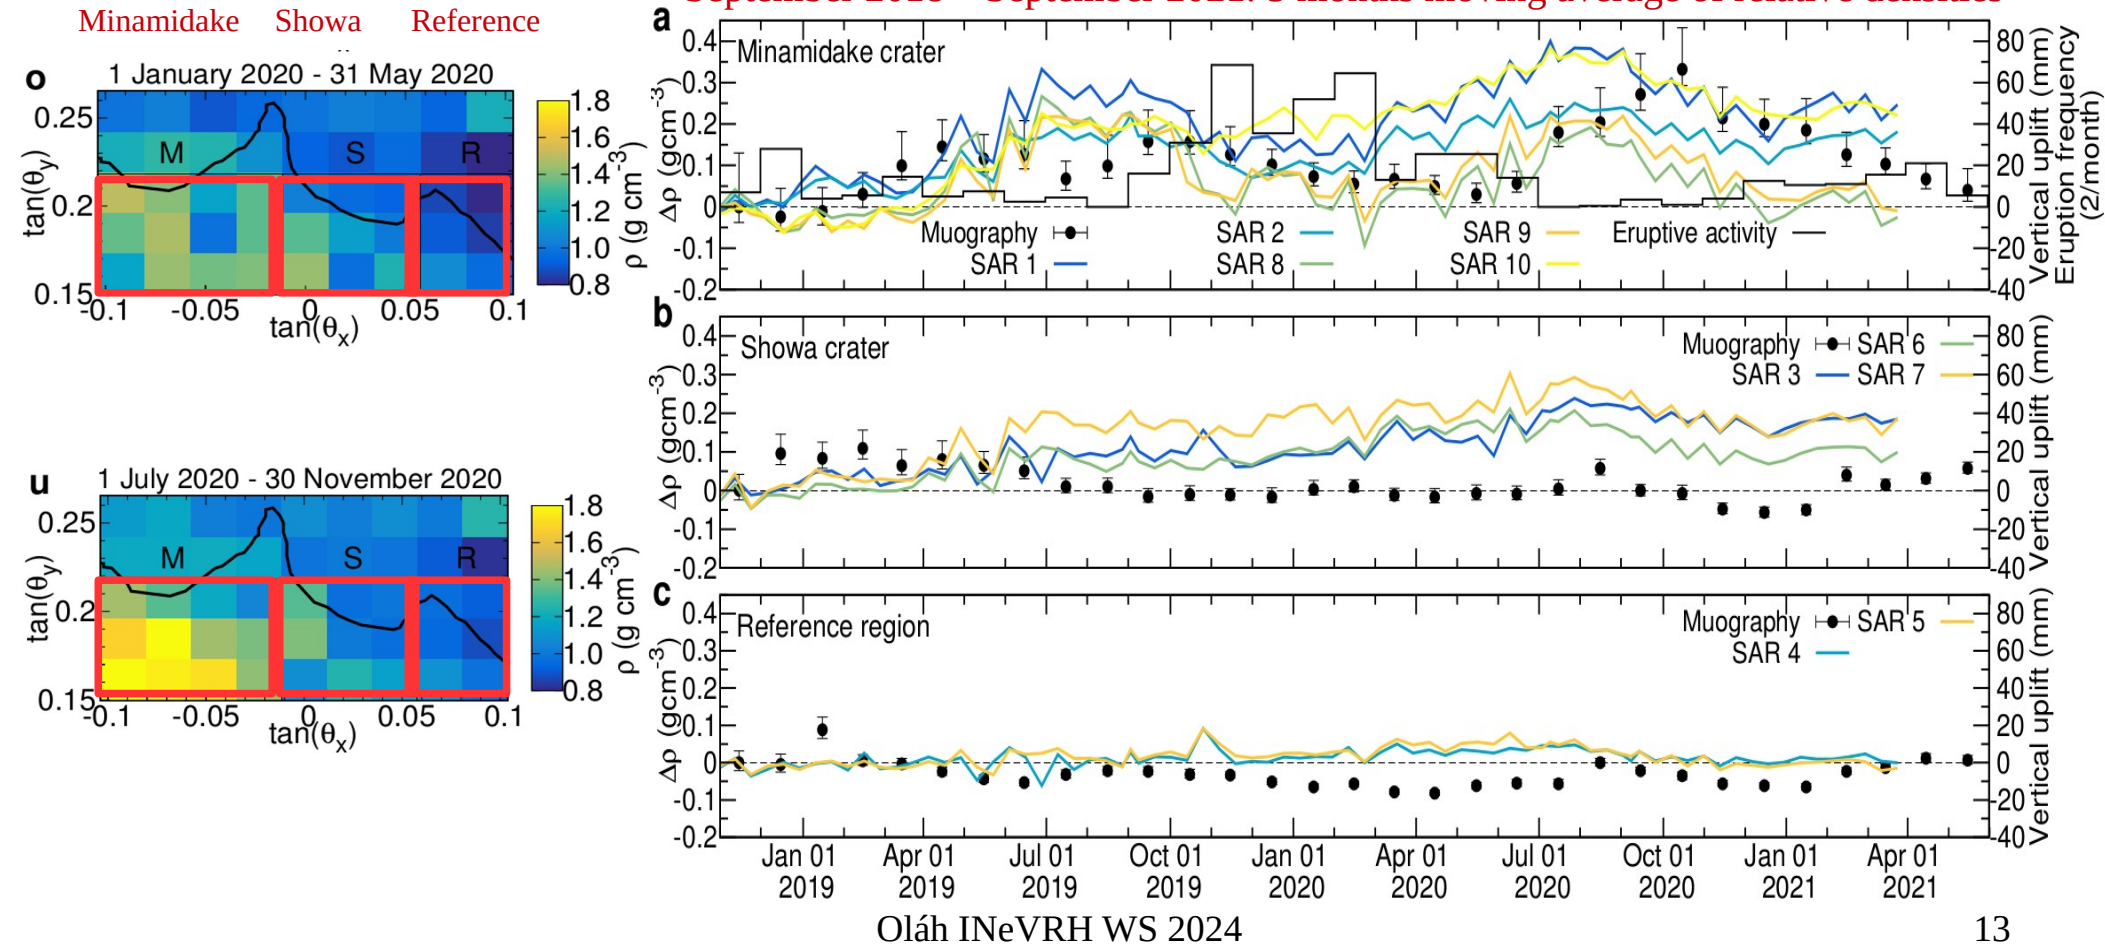 Minamidake Showa Reference
o
1 January 2020 - 31 May 2020
0.25
0.2
0.15
tan(θy)
M S R
-0.1 -0.05 0 0.05 0.1
tan(θx)
1.8
1.6
1.4
1.2
1.0
0.8
ρ (g cm-3)
u
1 July 2020 - 30 November 2020
0.25
0.2
0.15
tan(θy)
M S R
-0.1 -0.05 0 0.05 0.1
tan(θx)
1.8
1.6
1.4
1.2
1.0
0.8
ρ (g cm-3)
a
Minamidake crater
0.4
0.3
0.2
0.1
0
-0.1
-0.2
Δρ (gcm-3)
Muography SAR 2 SAR 9 Eruptive activity
SAR 1 SAR 8 SAR 10
80
60
40
20
0
-20
-40
Vertical uplift (mm)
Eruption frequency
(2/month)
b
Showa crater
0.4
0.3
0.2
0.1
0
-0.1
-0.2
Δρ (gcm-3)
Muography SAR 6
SAR 3 SAR 7
80
60
40
20
0
-20
-40
Vertical uplift (mm)
c
Reference region
0.4
0.3
0.2
0.1
0
-0.1
-0.2
Δρ (gcm-3)
Muography SAR 5
SAR 4
80
60
40
20
0
-20
-40
Vertical uplift (mm)
Jan 01 Apr 01 Jul 01 Oct 01 Jan 01 Apr 01 Jul 01 Oct 01 Jan 01 Apr 01
2019 2019 2019 2019 2020 2020 2020 2020 2021 2021
Oláh INeVRH WS 2024
13